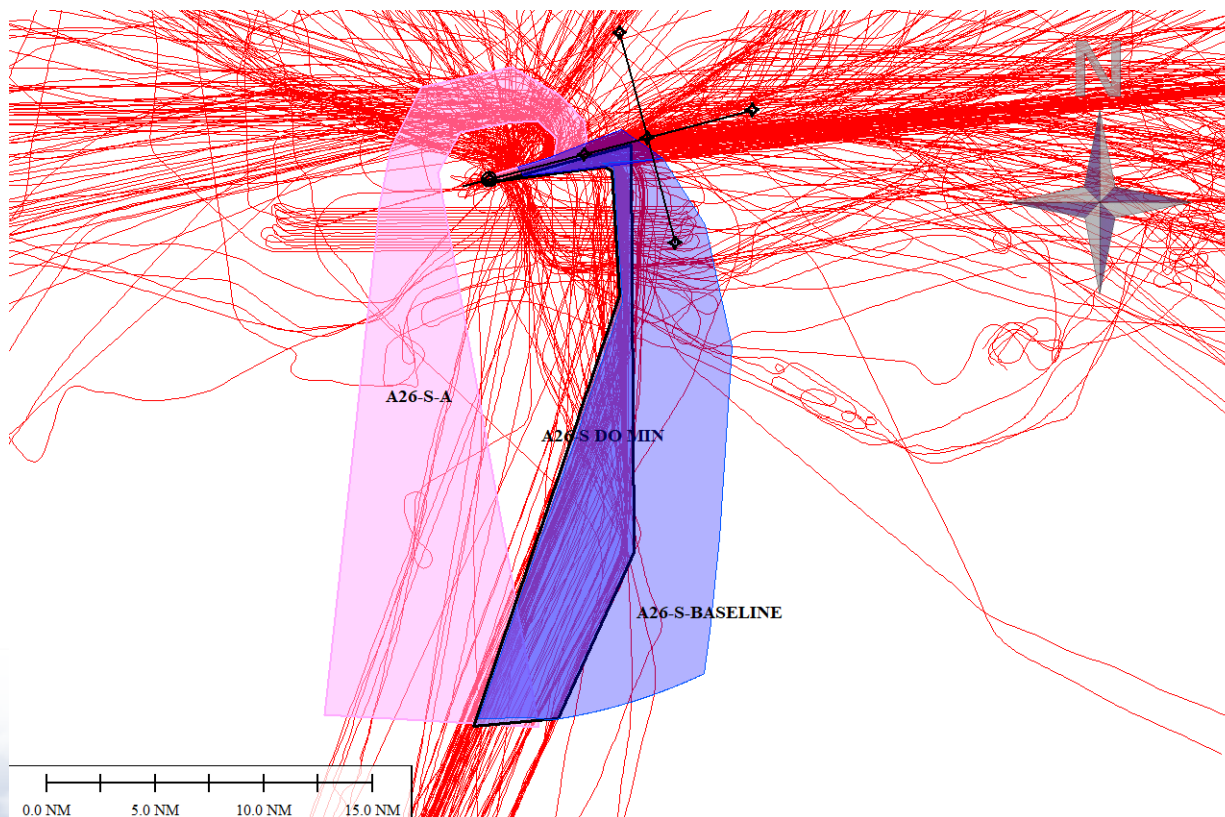 N
A26-S-A
A26-S DO MIN
A26-S-BASELINE
0.0 NM 5.0 NM 10.0 NM 15.0 NM